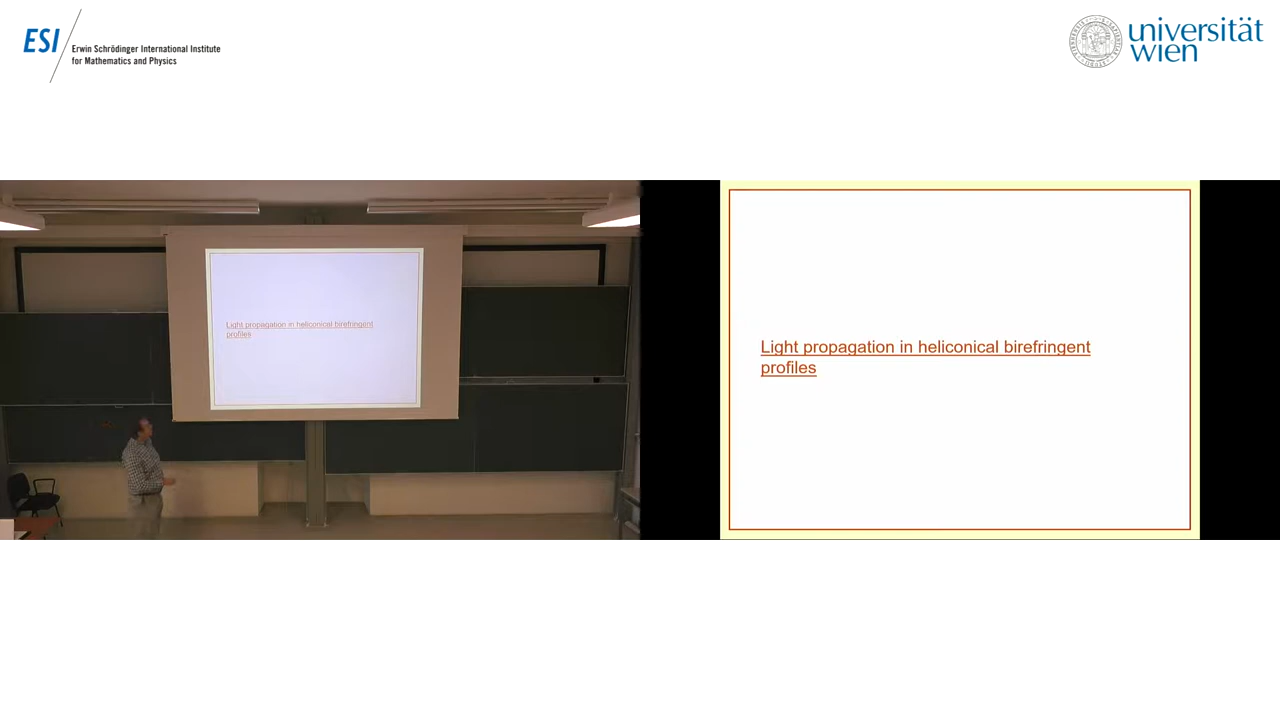 ESI
Erwin Schrödinger International Institute
for Mathematics and Physics
universität
wien
Light propagation in heliconical birefringent
profiles
Light propagation in heliconical birefringent
profiles